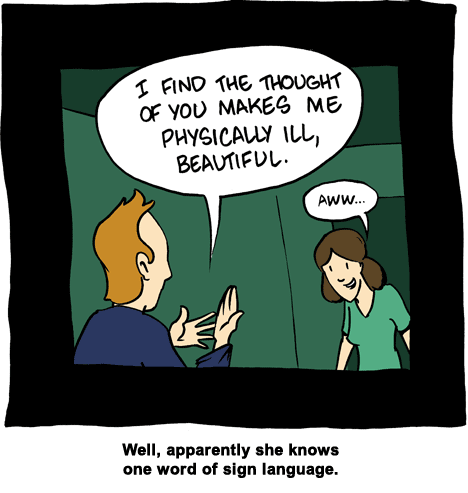 I FIND THE THOUGHT
OF YOU MAKES ME
PHYSICALLY ILL,
BEAUTIFUL.
AWW...
Well, apparently she knows
one word of sign language.